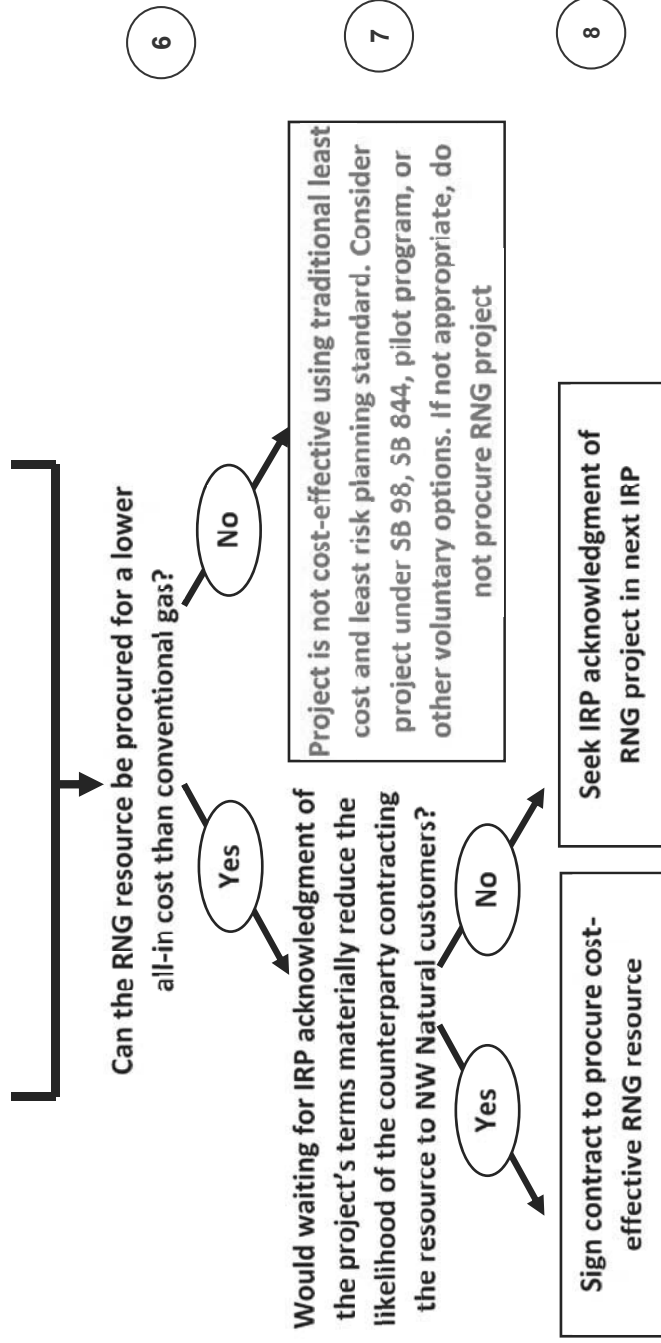 6
Can the RNG resource be procured for a lower
all-in cost than conventional gas?
Yes
No
7
Would waiting for IRP acknowledgment of
the project's terms materially reduce the
likelihood of the counterparty contracting
the resource to NW Natural customers?
Project is not cost-effective using traditional least
cost and least risk planning standard. Consider
project under SB 98, SB 844, pilot program, or
other voluntary options. If not appropriate, do
not procure RNG project
Yes
No
8
Sign contract to procure cost-
effective RNG resource
Seek IRP acknowledgment of
RNG project in next IRP